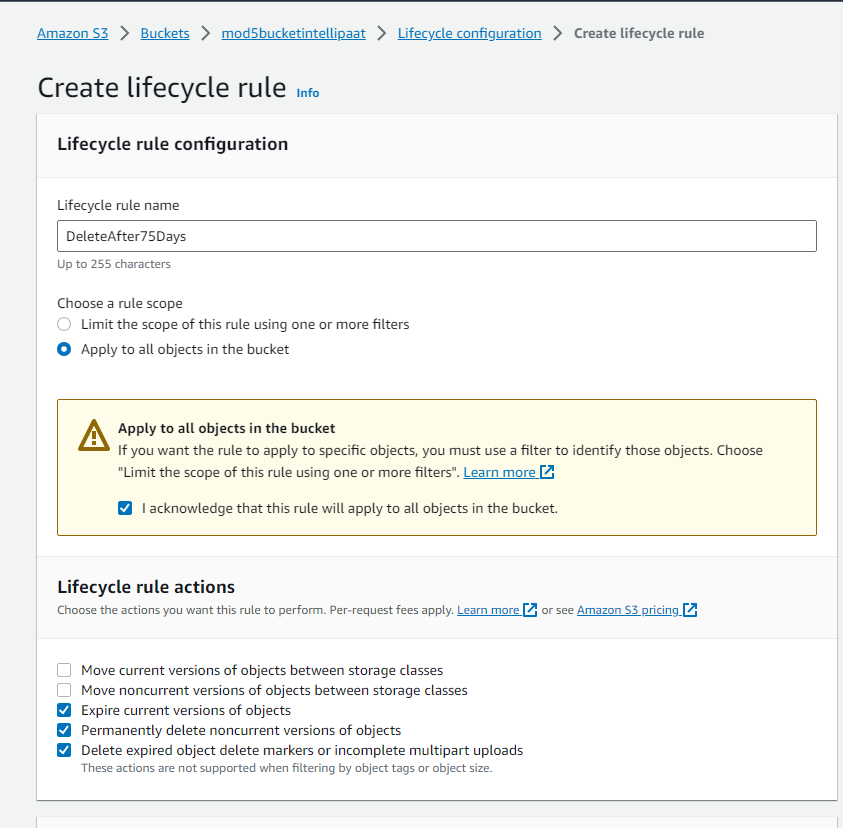 Amazon S3 > Buckets > mod5bucketintellipaat > Lifecycle configuration > Create lifecycle rule
Create lifecycle rule Info
Lifecycle rule configuration
Lifecycle rule name
DeleteAfter75Days
Up to 255 characters
Choose a rule scope
Limit the scope of this rule using one or more filters
Apply to all objects in the bucket
Apply to all objects in the bucket
If you want the rule to apply to specific objects, you must use a filter to identify those objects. Choose
"Limit the scope of this rule using one or more filters". Learn more
I acknowledge that this rule will apply to all objects in the bucket.
Lifecycle rule actions
Choose the actions you want this rule to perform. Per-request fees apply. Learn more or see Amazon S3 pricing
Move current versions of objects between storage classes
Move noncurrent versions of objects between storage classes
Expire current versions of objects
Permanently delete noncurrent versions of objects
Delete expired object delete markers or incomplete multipart uploads
These actions are not supported when filtering by object tags or object size.